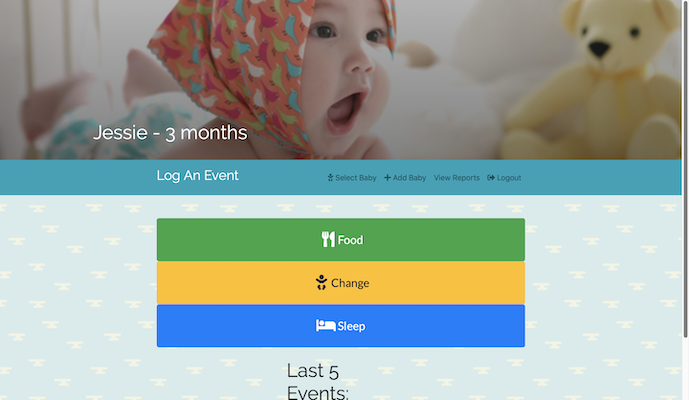 Jessie - 3 months
Log An Event
Select Baby Add Baby View Reports Logout
Food
Change
Sleep
Last 5
Events: